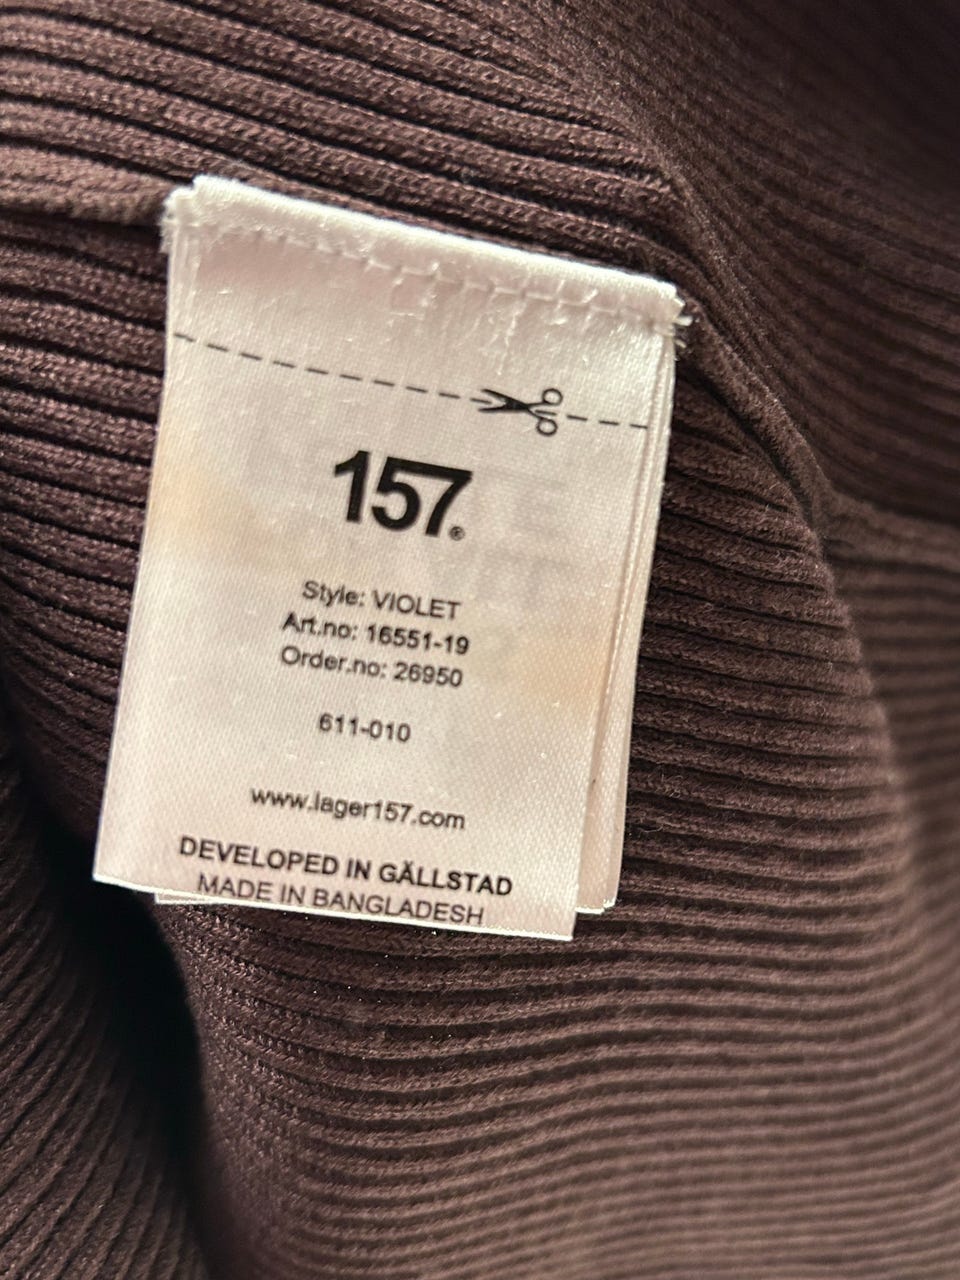 157®
Style: VIOLET
Art.no: 16551-19
Order.no: 26950
611-010
www.lager157.com
DEVELOPED IN GÄLLSTAD
MADE IN BANGLADESH